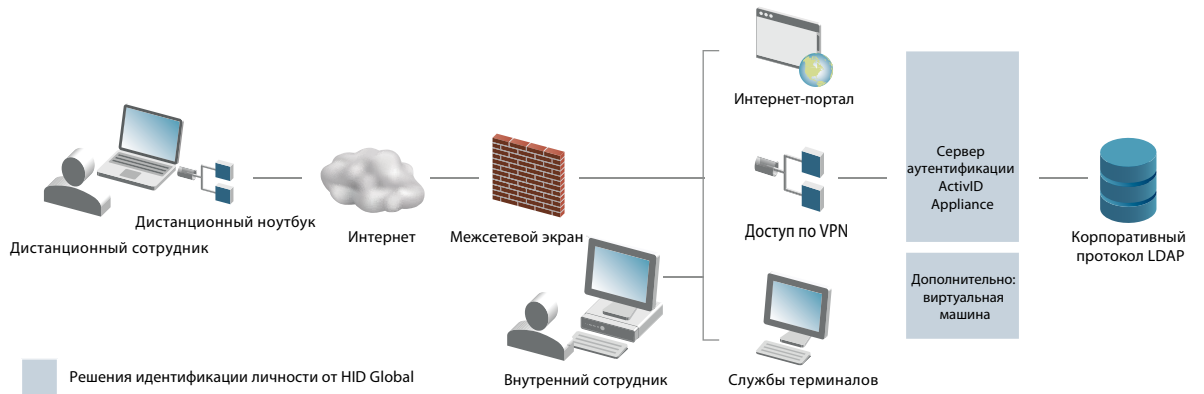 Интернет-портал
Сервер
аутентификации
ActivID
Appliance
Дистанционный ноутбук
Дистанционный сотрудник
Интернет
Межсетевой экран
Доступ по VPN
Корпоративный
протокол LDAP
Дополнительно:
виртуальная
машина
Решения идентификации личности от HID Global
Внутренний сотрудник
Службы терминалов